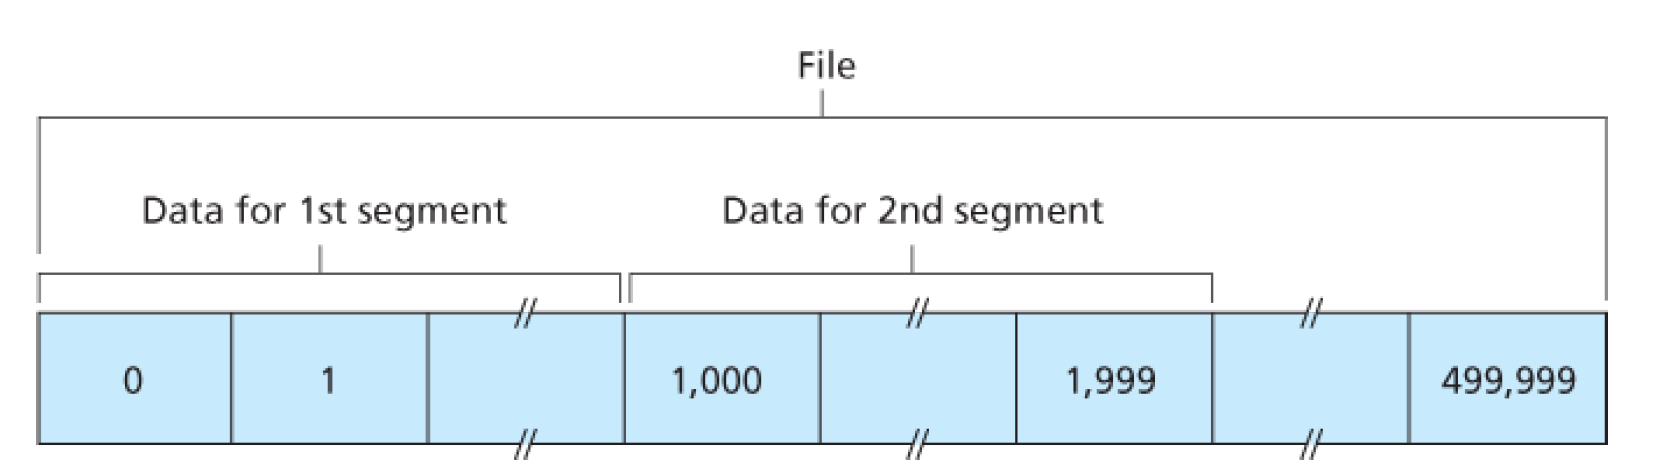 File
Data for 1st segment Data for 2nd segment
0 1 1,000 1,999 499,999